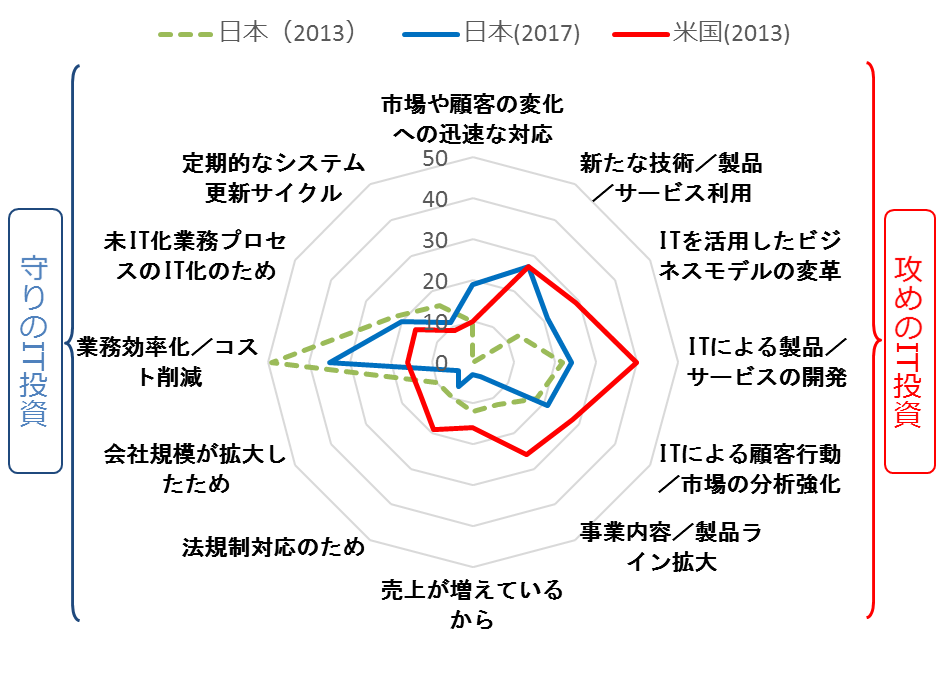 日本（2013） 日本(2017) 米国(2013)
市場や顧客の変化
への迅速な対応
新たな技術／製品
／サービス利用
ITを活用したビジ
ネスモデルの変革
ITによる製品／
サービスの開発
ITによる顧客行動
／市場の分析強化
事業内容／製品ラ
イン拡大
売上が増えている
から
法規制対応のため
会社規模が拡大し
たため
業務効率化／コス
ト削減
未IT化業務プロセ
スのIT化のため
定期的なシステム
更新サイクル
50
40
30
20
10
0
守りのIT投資
攻めのIT投資